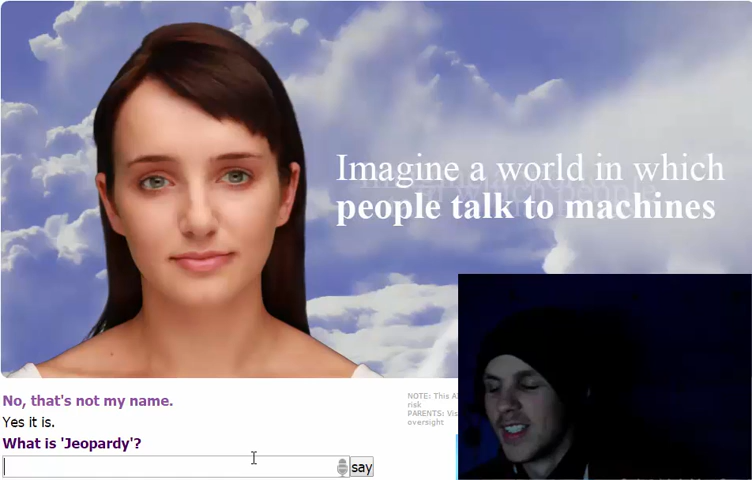 Imagine a world in which
people talk to machines
No, that's not my name.
Yes it is.
What is 'Jeopardy'?
say
NOTE: This
risk
PARENTS:
oversight